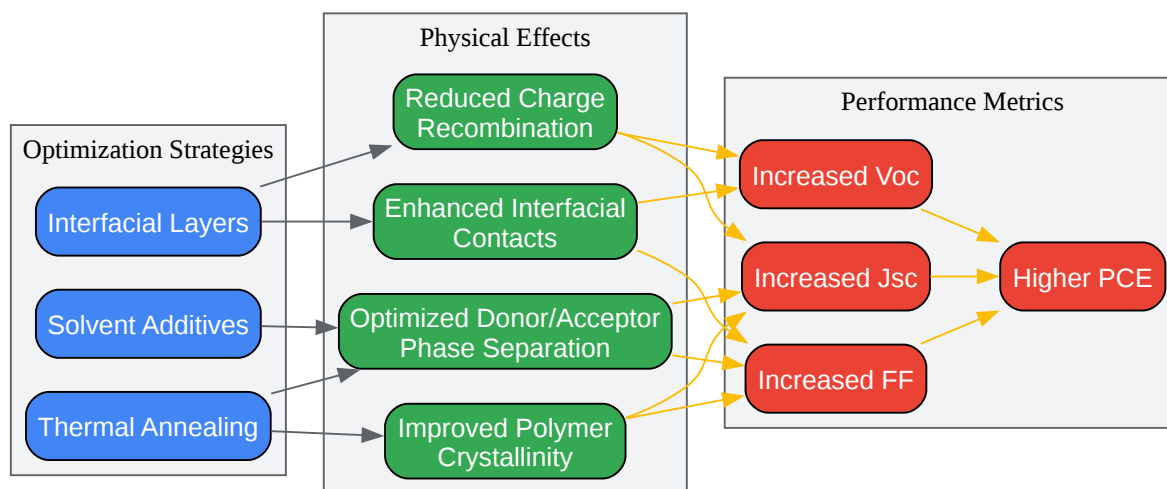 Optimization Strategies
Interfacial Layers
Solvent Additives
Thermal Annealing
Physical Effects
Reduced Charge
Recombination
Enhanced Interfacial
Contacts
Optimized Donor/Acceptor
Phase Separation
Improved Polymer
Crystallinity
Performance Metrics
Increased Voc
Increased Jsc
Increased FF
Higher PCE